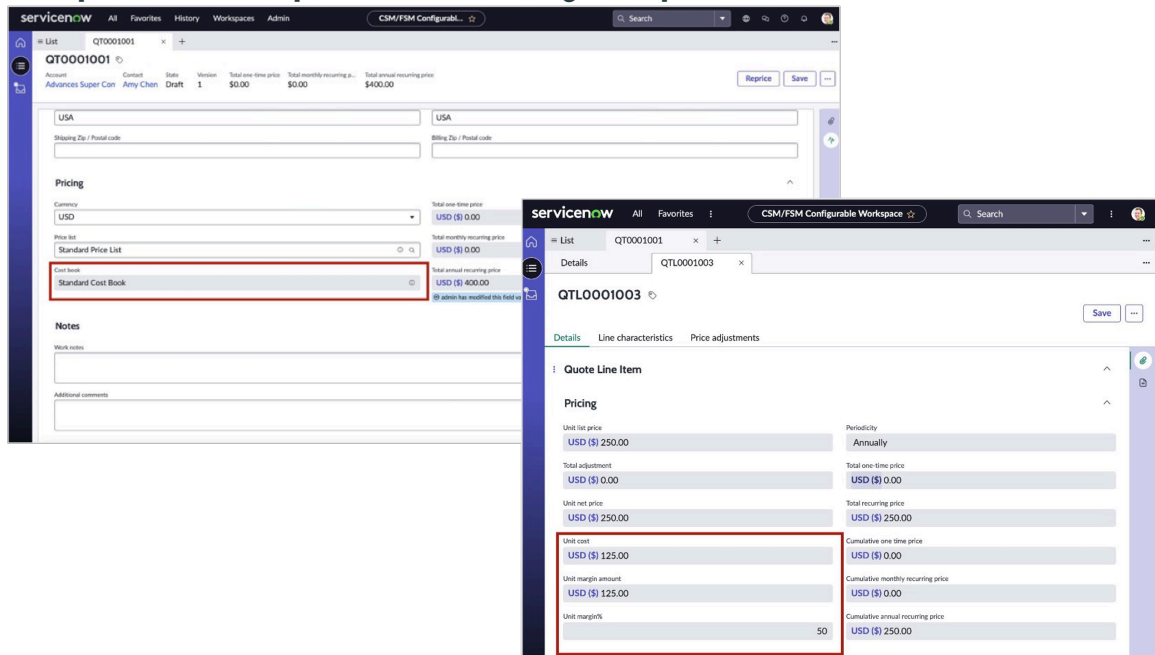 servicenow All Favorites History Workspaces Admin CSM/FSM Configurabl... Search
List QT0001001 × +
QT0001001
Account Contact State Version Total one-time price Total monthly recurring p... Total annual recurring price
Advances Super Con Amy Chen Draft 1 $0.00 $0.00 $400.00
Reprice Save
USA USA
Shipping Zip / Postal code Billing Zip / Postal code
Pricing
Currency Total one-time price
USD USD ($) 0.00
Price list Total monthly recurring price
Standard Price List USD ($) 0.00
Cost book Total annual recurring price
Standard Cost Book USD ($) 400.00
admin has modified this field va
Notes
Work notes
Additional comments
servicenow All Favorites CSM/FSM Configurable Workspace Search
List QT0001001 × +
Details QTL0001003 ×
QTL0001003
Save
Details Line characteristics Price adjustments
Quote Line Item
Pricing
Unit list price Periodicity
USD ($) 250.00 Annually
Total adjustment Total one-time price
USD ($) 0.00 USD ($) 0.00
Unit net price Total recurring price
USD ($) 250.00 USD ($) 250.00
Unit cost Cumulative one time price
USD ($) 125.00 USD ($) 0.00
Unit margin amount Cumulative monthly recurring price
USD ($) 125.00 USD ($) 0.00
Unit margin% Cumulative annual recurring price
50 USD ($) 250.00